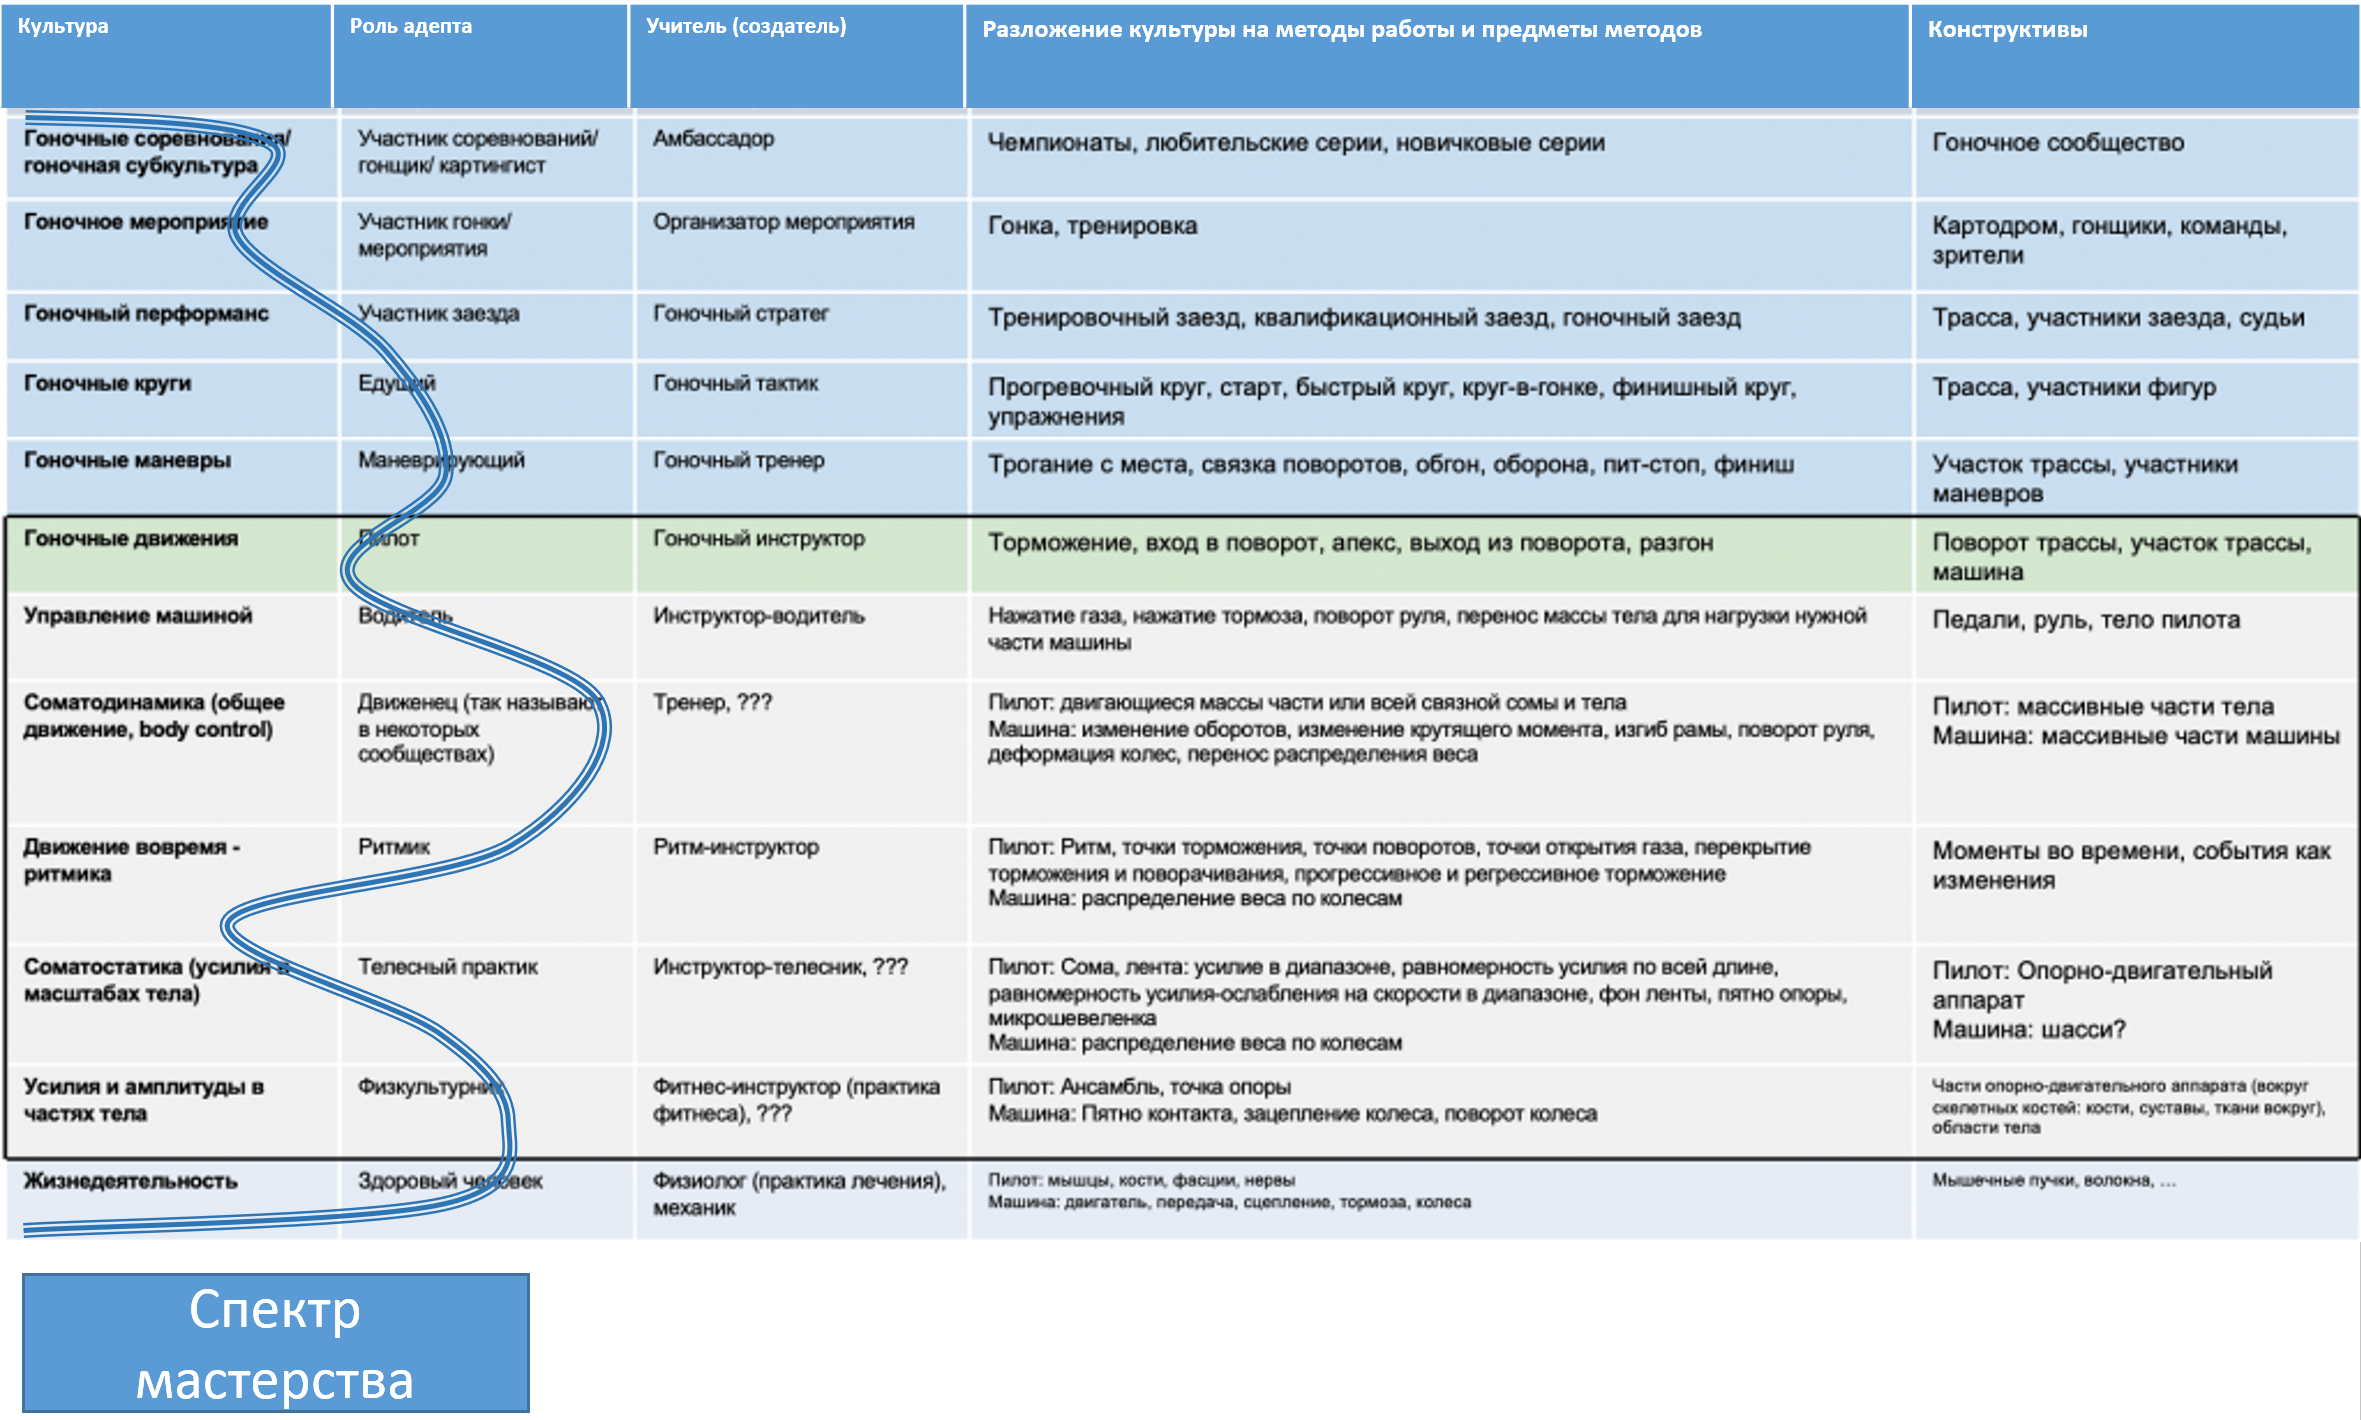 Культура
Роль адепта
Учитель (создатель)
Разложение культуры на методы работы и предметы методов
Конструктивы
Гоночные соревнования/
гоночная субкультура
Участник соревнований/
гонщик/ картингист
Амбассадор
Чемпионаты, любительские серии, новичковые серии
Гоночное сообщество
Гоночное мероприятие
Участник гонки/
мероприятия
Организатор мероприятия
Гонка, тренировка
Картодром, гонщики, команды,
зрители
Гоночный перформанс
Участник заезда
Гоночный стратег
Тренировочный заезд, квалификационный заезд, гоночный заезд
Трасса, участники заезда, судьи
Гоночные круги
Едущий
Гоночный тактик
Прогревочный круг, старт, быстрый круг, круг-в-гонке, финишный круг,
упражнения
Трасса, участники фигур
Гоночные маневры
Маневрирующий
Гоночный тренер
Трогание с места, связка поворотов, обгон, оборона, пит-стоп, финиш
Участок трассы, участники
маневров
Гоночные движения
Пилот
Гоночный инструктор
Торможение, вход в поворот, апекс, выход из поворота, разгон
Поворот трассы, участок трассы,
машина
Управление машиной
Водитель
Инструктор-водитель
Нажатие газа, нажатие тормоза, поворот руля, перенос массы тела для нагрузки нужной
части машины
Педали, руль, тело пилота
Соматодинамика (общее
движение, body control)
Движенец (так называют
в некоторых
сообществах)
Тренер, ???
Пилот: двигающиеся массы части или всей связной сомы и тела
Машина: изменение оборотов, изменение крутящего момента, изгиб рамы, поворот руля,
деформация колес, перенос распределения веса
Пилот: массивные части тела
Машина: массивные части машины
Движение вовремя -
ритмика
Ритмик
Ритм-инструктор
Пилот: Ритм, точки торможения, точки поворотов, точки открытия газа, перекрытие
торможения и поворачивания, прогрессивное и регрессивное торможение
Машина: распределение веса по колесам
Моменты во времени, события как
изменения
Соматостатика (усилия в
масштабах тела)
Телесный практик
Инструктор-телесник, ???
Пилот: Сома, лента: усилие в диапазоне, равномерность усилия по всей длине,
равномерность усилия-ослабления на скорости в диапазоне, фон ленты, пятно опоры,
микрошевеленка
Машина: распределение веса по колесам
Пилот: Опорно-двигательный
аппарат
Машина: шасси?
Усилия и амплитуды в
частях тела
Физкультурник
Фитнес-инструктор (практика
фитнеса), ???
Пилот: Ансамбль, точка опоры
Машина: Пятно контакта, зацепление колеса, поворот колеса
Части опорно-двигательного аппарата (вокруг
скелетных костей: кости, суставы, ткани вокруг),
области тела
Жизнедеятельность
Здоровый человек
Физиолог (практика лечения),
механик
Пилот: мышцы, кости, фасции, нервы
Машина: двигатель, передача, сцепление, тормоза, колеса
Мышечные пучки, волокна, ...
Спектр
мастерства